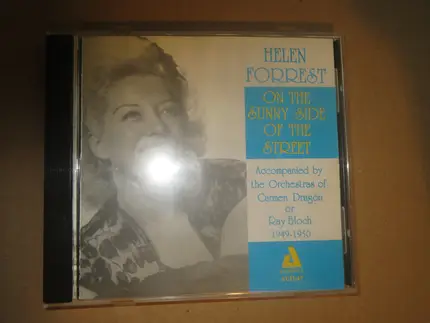 HELEN
FORREST
ON THE
SUNNY SIDE
OF THE
STREET
Accompanied by
the Orchestras of
Carmen Dragon
or
Ray Bloch
1949-1950